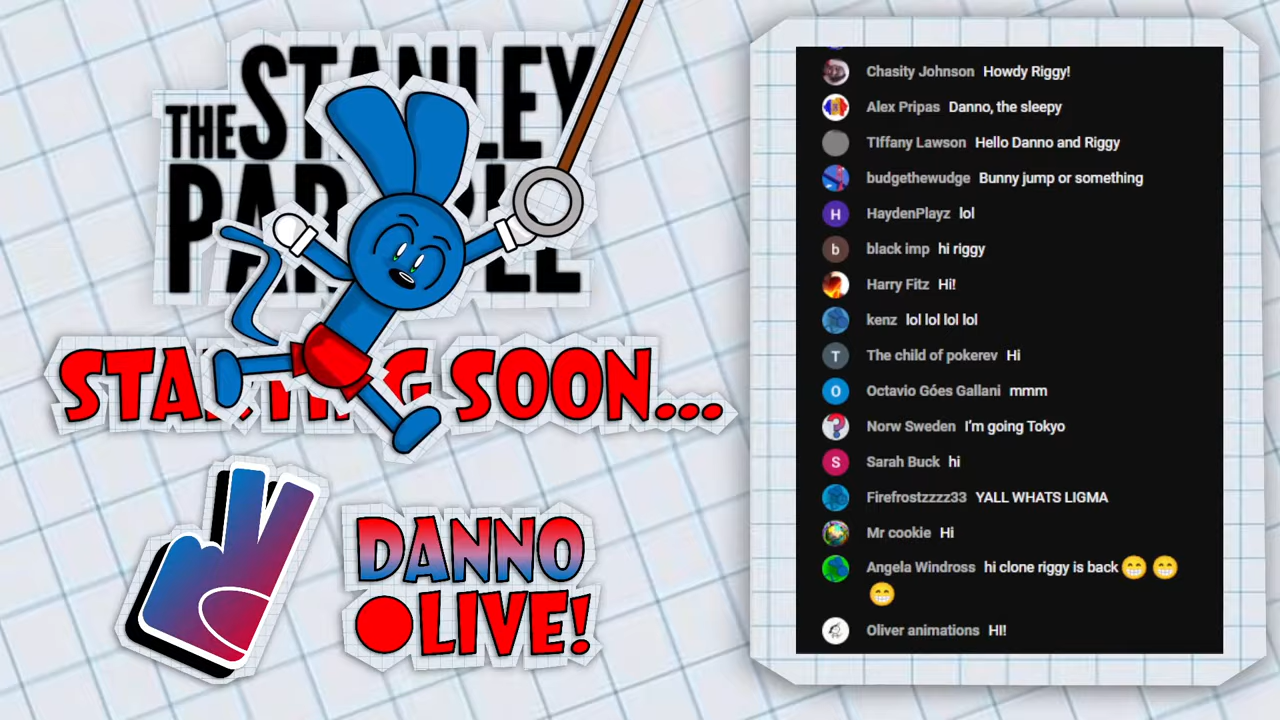 THE STANLEY
PARABLE
STARTING SOON...
DANNO
LIVE!
Chasity Johnson Howdy Riggy!
Alex Pripas Danno, the sleepy
TIffany Lawson Hello Danno and Riggy
budgethewudge Bunny jump or something
H HaydenPlayz lol
b black imp hi riggy
Harry Fitz Hi!
kenz lol lol lol lol
T The child of pokerev Hi
O Octavio Góes Gallani mmm
Norw Sweden I'm going Tokyo
S Sarah Buck hi
Firefrostzzzz33 YALL WHATS LIGMA
Mr cookie Hi
Angela Windross hi clone riggy is back 😁 😁
😁
Oliver animations HI!